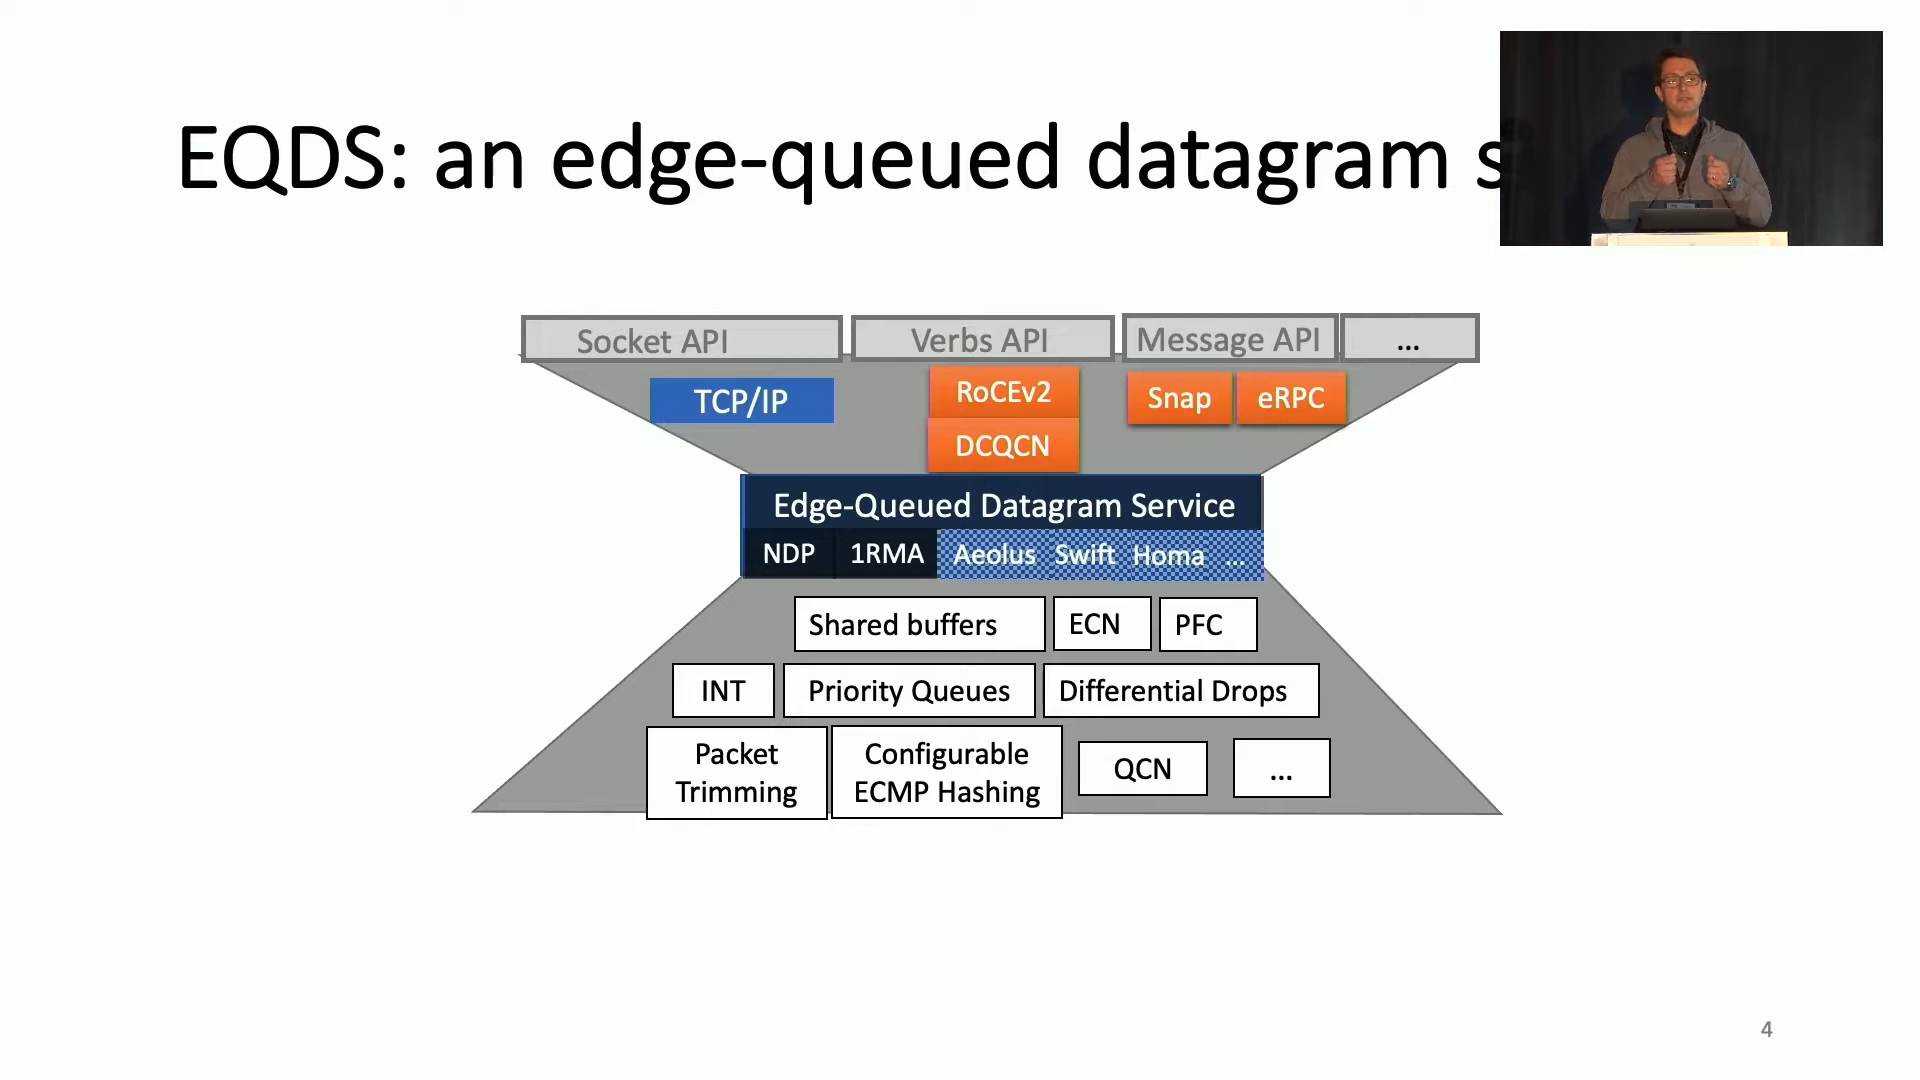 EQDS: an edge-queued datagram s
Socket API
Verbs API
Message API
...
TCP/IP
RoCEv2
Snap
eRPC
DCQCN
Edge-Queued Datagram Service
NDP
1RMA
Aeolus
Swift
Homa
...
Shared buffers
ECN
PFC
INT
Priority Queues
Differential Drops
Packet
Trimming
Configurable
ECMP Hashing
QCN
...
4